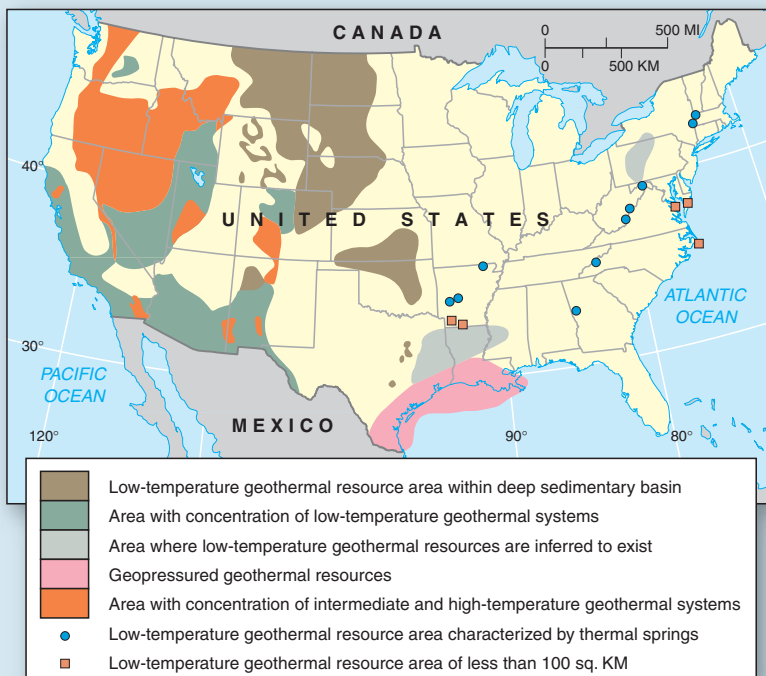 CANADA
0 500 MI
0 500 KM
40°
UNITED STATES
ATLANTIC
OCEAN
30°
PACIFIC
OCEAN
MEXICO
120°
90°
80°
Low-temperature geothermal resource area within deep sedimentary basin
Area with concentration of low-temperature geothermal systems
Area where low-temperature geothermal resources are inferred to exist
Geopressured geothermal resources
Area with concentration of intermediate and high-temperature geothermal systems
Low-temperature geothermal resource area characterized by thermal springs
Low-temperature geothermal resource area of less than 100 sq. KM